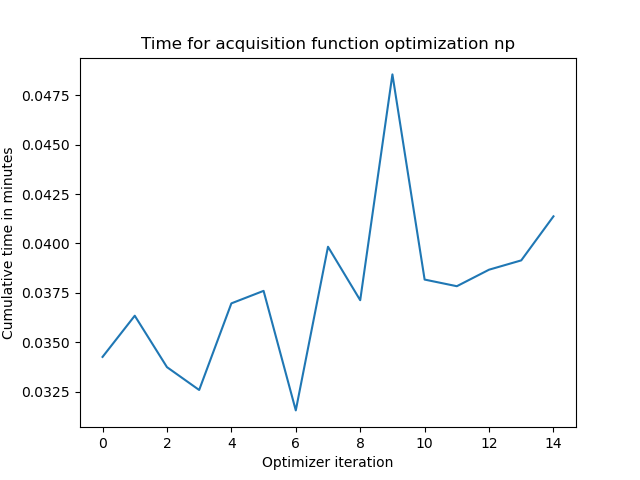 Time for acquisition function optimization np
Cumulative time in minutes
0.0475
0.0450
0.0425
0.0400
0.0375
0.0350
0.0325
0 2 4 6 8 10 12 14
Optimizer iteration